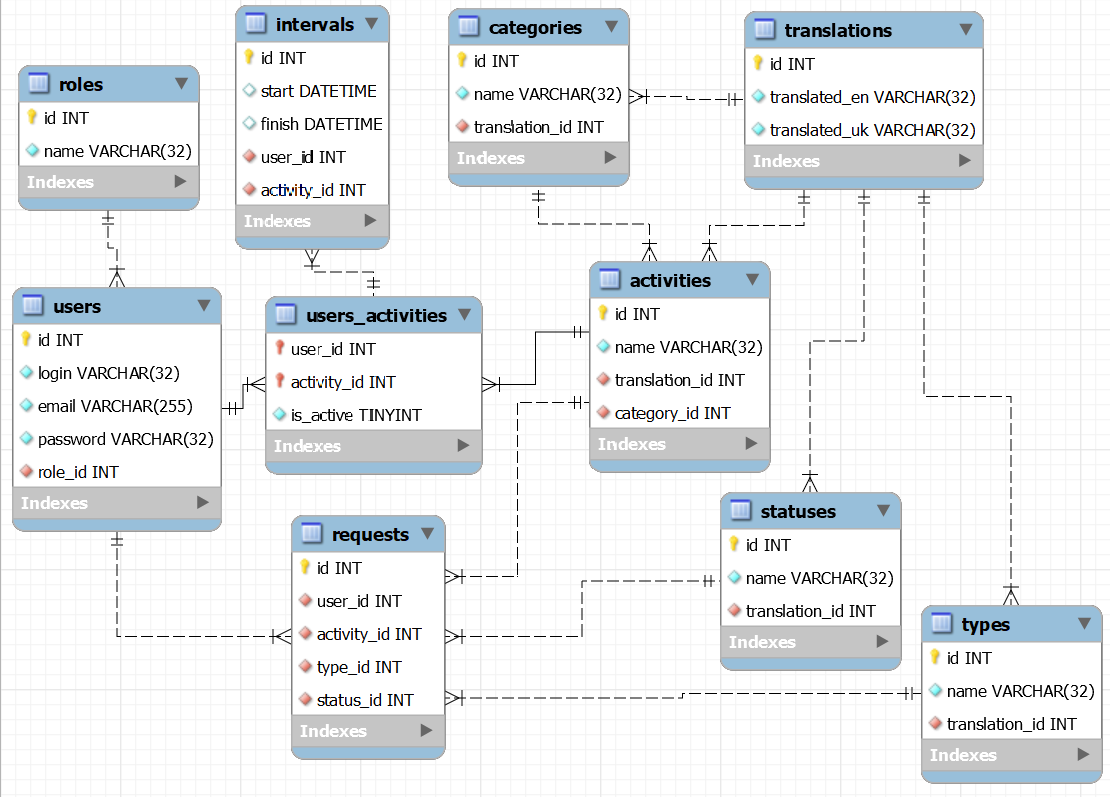 roles
id INT
name VARCHAR(32)
Indexes
intervals
id INT
start DATETIME
finish DATETIME
user_id INT
activity_id INT
Indexes
categories
id INT
name VARCHAR(32)
translation_id INT
Indexes
translations
id INT
translated_en VARCHAR(32)
translated_uk VARCHAR(32)
Indexes
users
id INT
login VARCHAR(32)
email VARCHAR(255)
password VARCHAR(32)
role_id INT
Indexes
users_activities
user_id INT
activity_id INT
is_active TINYINT
Indexes
activities
id INT
name VARCHAR(32)
translation_id INT
category_id INT
Indexes
requests
id INT
user_id INT
activity_id INT
type_id INT
status_id INT
Indexes
statuses
id INT
name VARCHAR(32)
translation_id INT
Indexes
types
id INT
name VARCHAR(32)
translation_id INT
Indexes